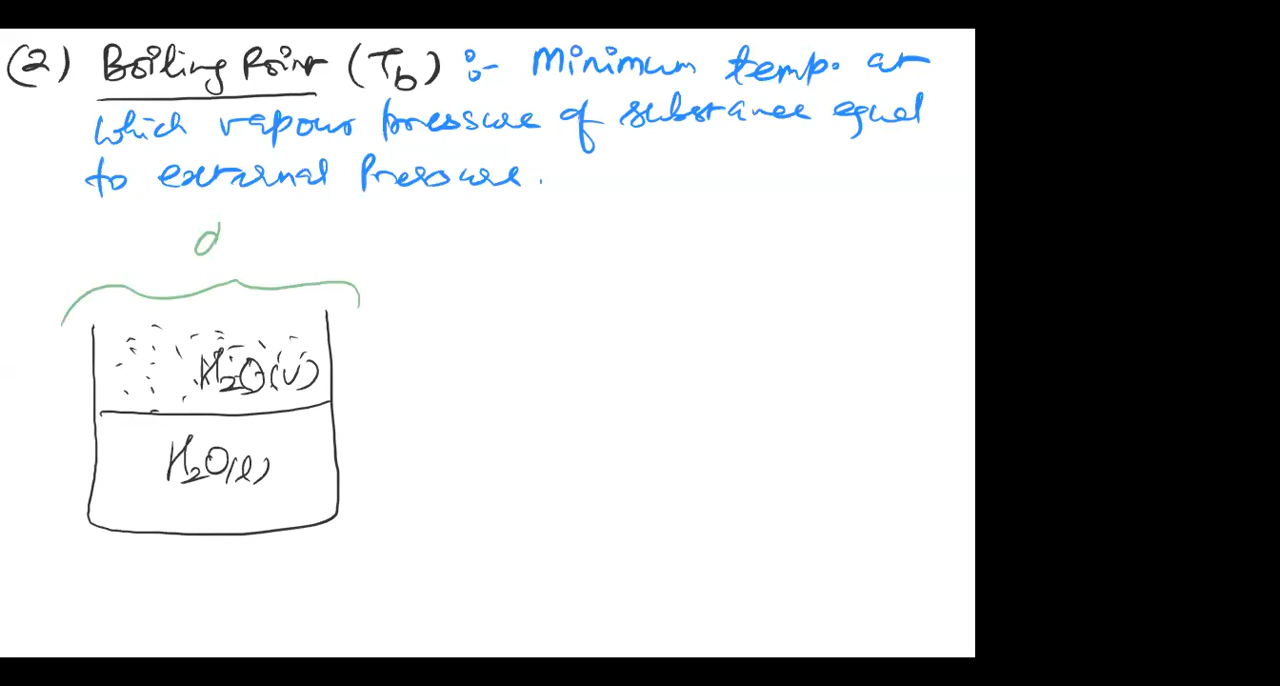 (2) Boiling Point (Tb) :- Minimum temp. at
which vapour pressure of substance equal
to external Pressure.
H2O(v)
H2O(l)